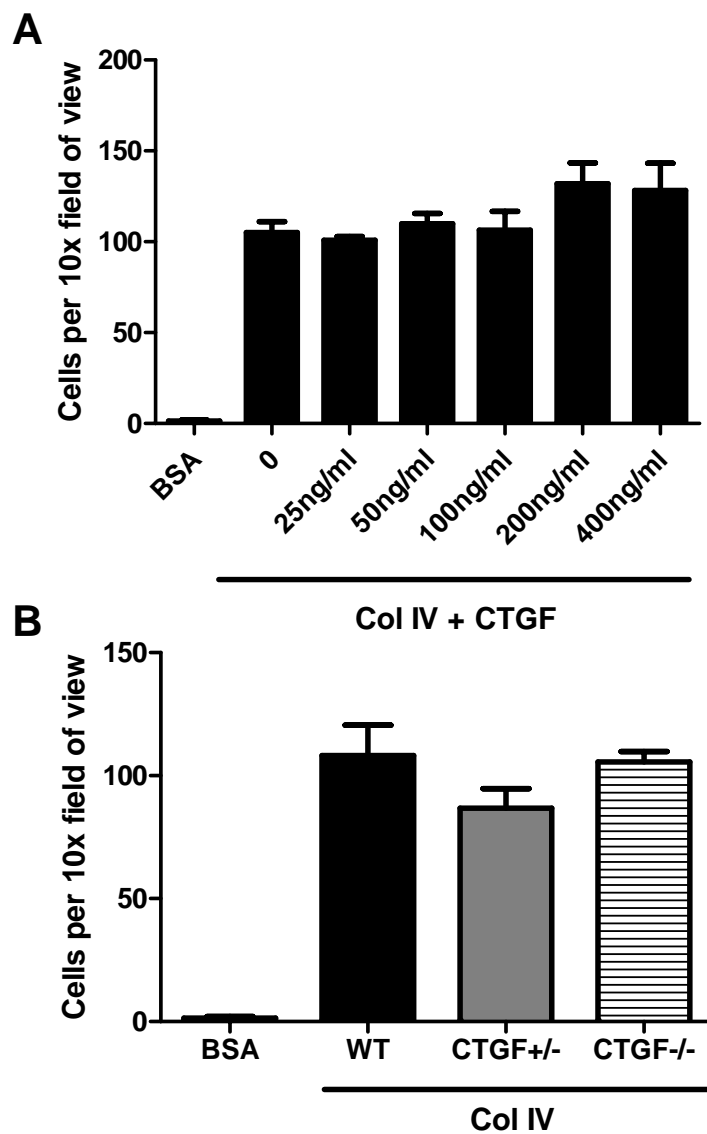 A
Cells per 10x field of view
200
150
100
50
0
BSA
0
25ng/ml
50ng/ml
100ng/ml
200ng/ml
400ng/ml
Col IV + CTGF
B
Cells per 10x field of view
150
100
50
0
BSA
WT
CTGF+/-
CTGF-/-
Col IV